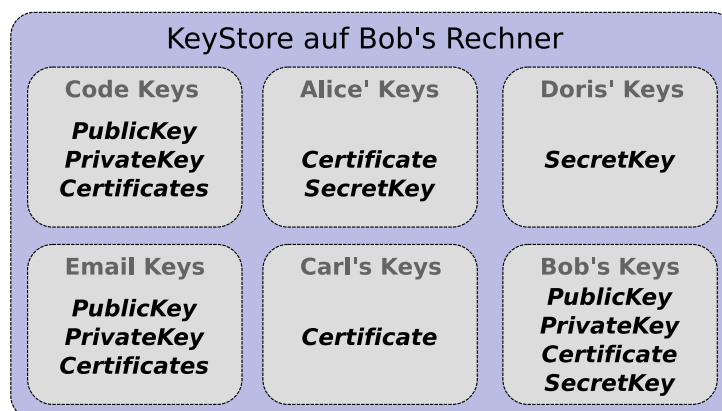 KeyStore auf Bob's Rechner
Code Keys
PublicKey
PrivateKey
Certificates
Alice' Keys
Certificate
SecretKey
Doris' Keys
SecretKey
Email Keys
PublicKey
PrivateKey
Certificates
Carl's Keys
Certificate
Bob's Keys
PublicKey
PrivateKey
Certificate
SecretKey